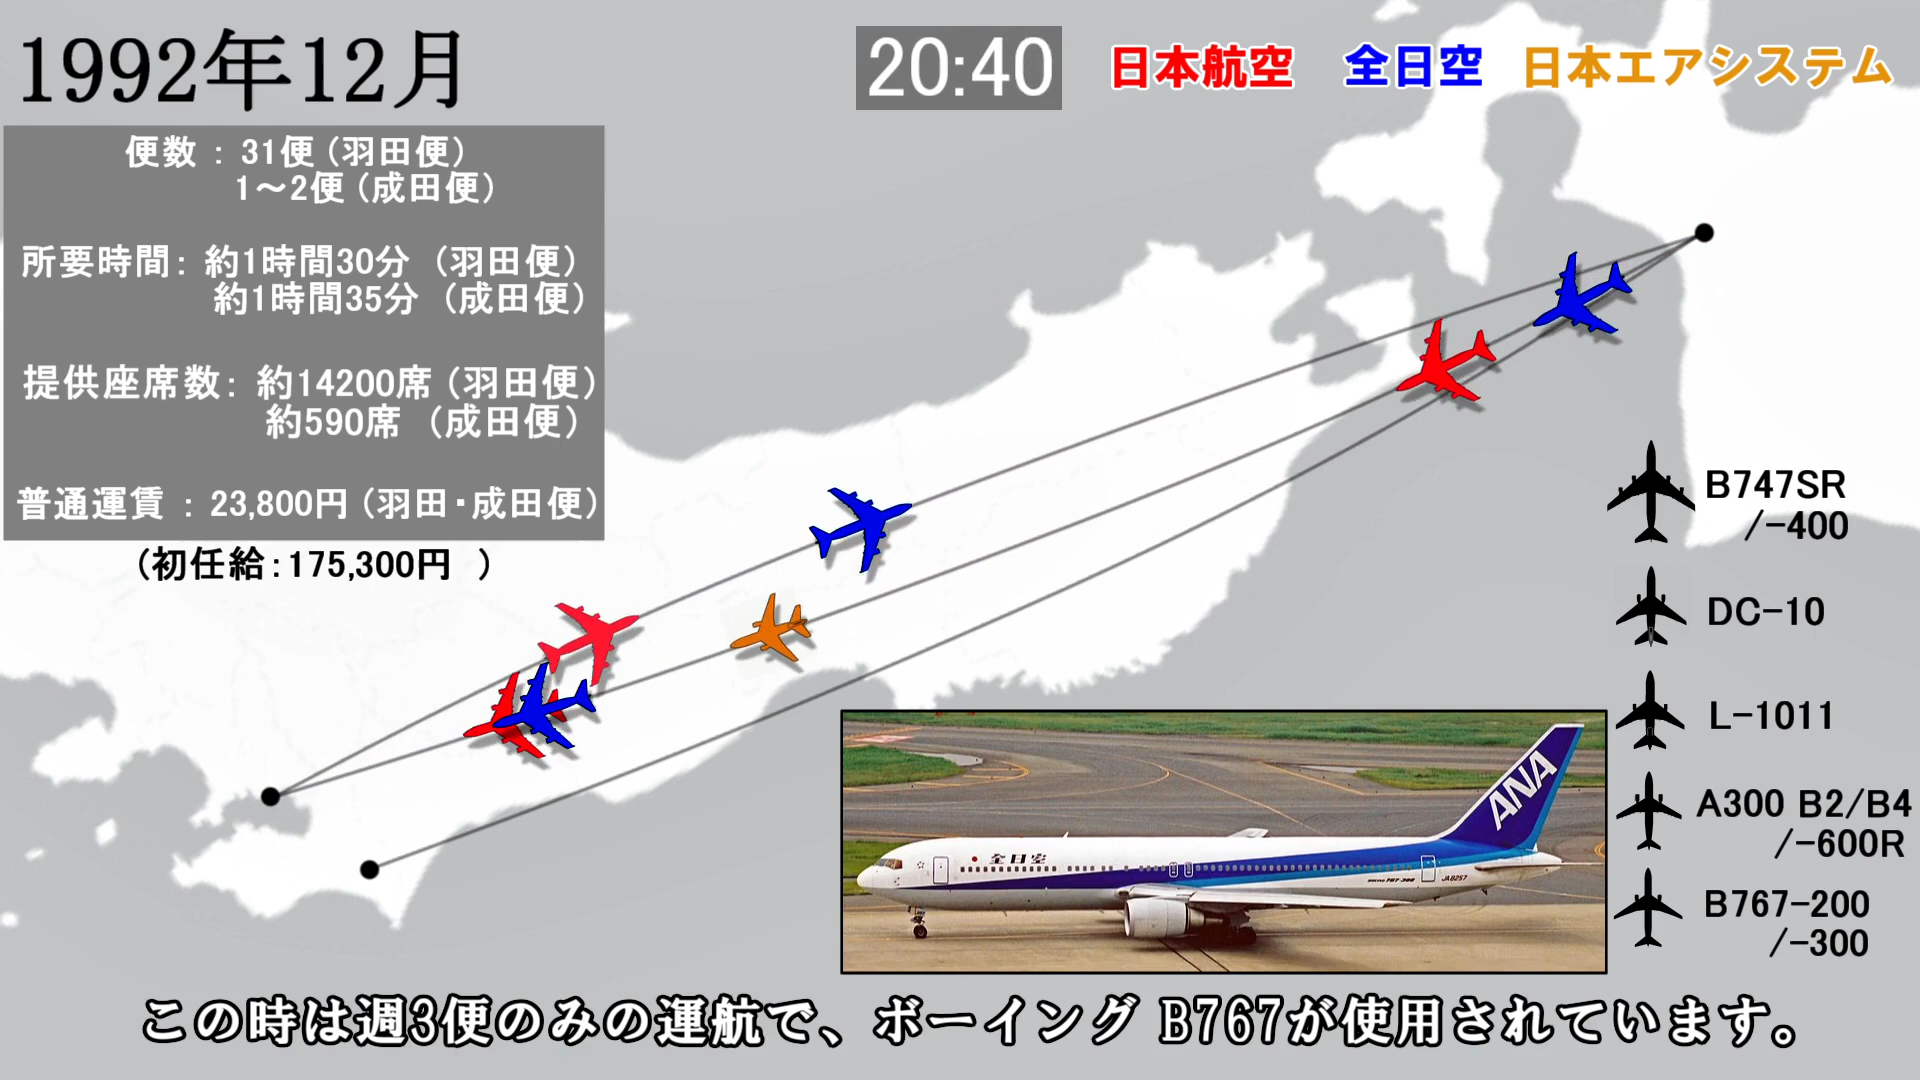 1992年12月
20:40
日本航空 全日空 日本エアシステム
便数 : 31便 (羽田便)
1～2便 (成田便)
所要時間: 約1時間30分 (羽田便)
約1時間35分 (成田便)
提供座席数: 約14200席 (羽田便)
約590席 (成田便)
普通運賃 : 23,800円 (羽田・成田便)
(初任給:175,300円 )
B747SR
/-400
DC-10
L-1011
A300 B2/B4
/-600R
B767-200
/-300
ANA
全日空
JA8257
この時は週3便のみの運航で、ボーイング B767が使用されています。